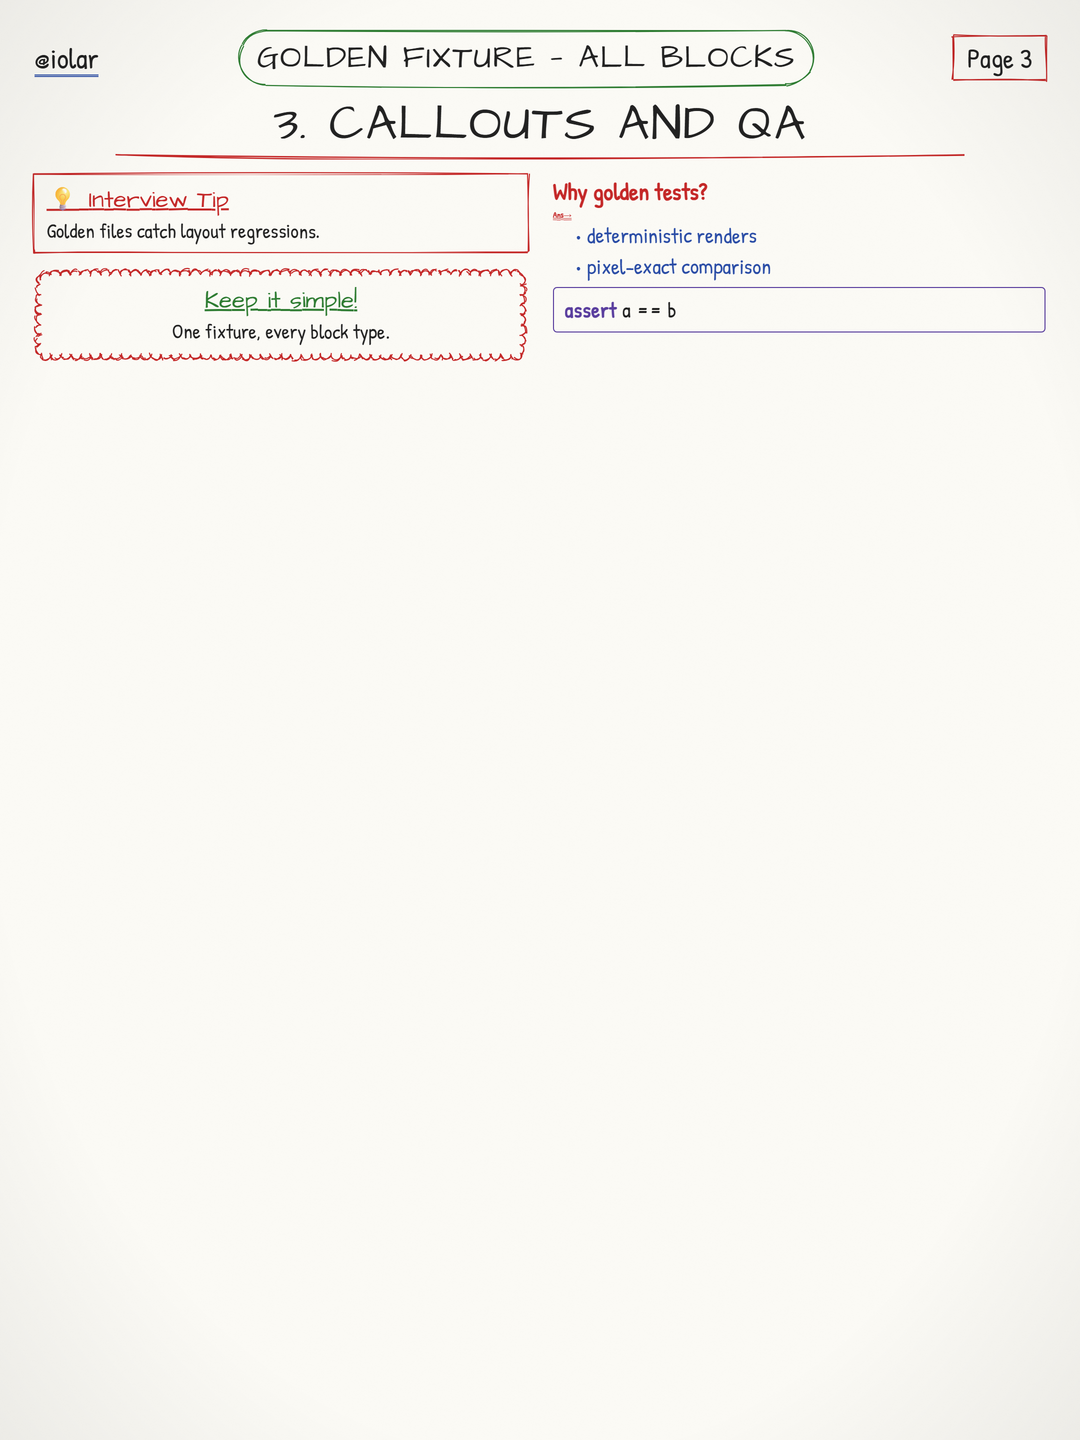 @iolar
GOLDEN FIXTURE - ALL BLOCKS
Page 3
3. CALLOUTS AND QA
💡 Interview Tip
Golden files catch layout regressions.
Keep it simple!
One fixture, every block type.
Why golden tests?
Ans→
• deterministic renders
• pixel-exact comparison
assert a == b